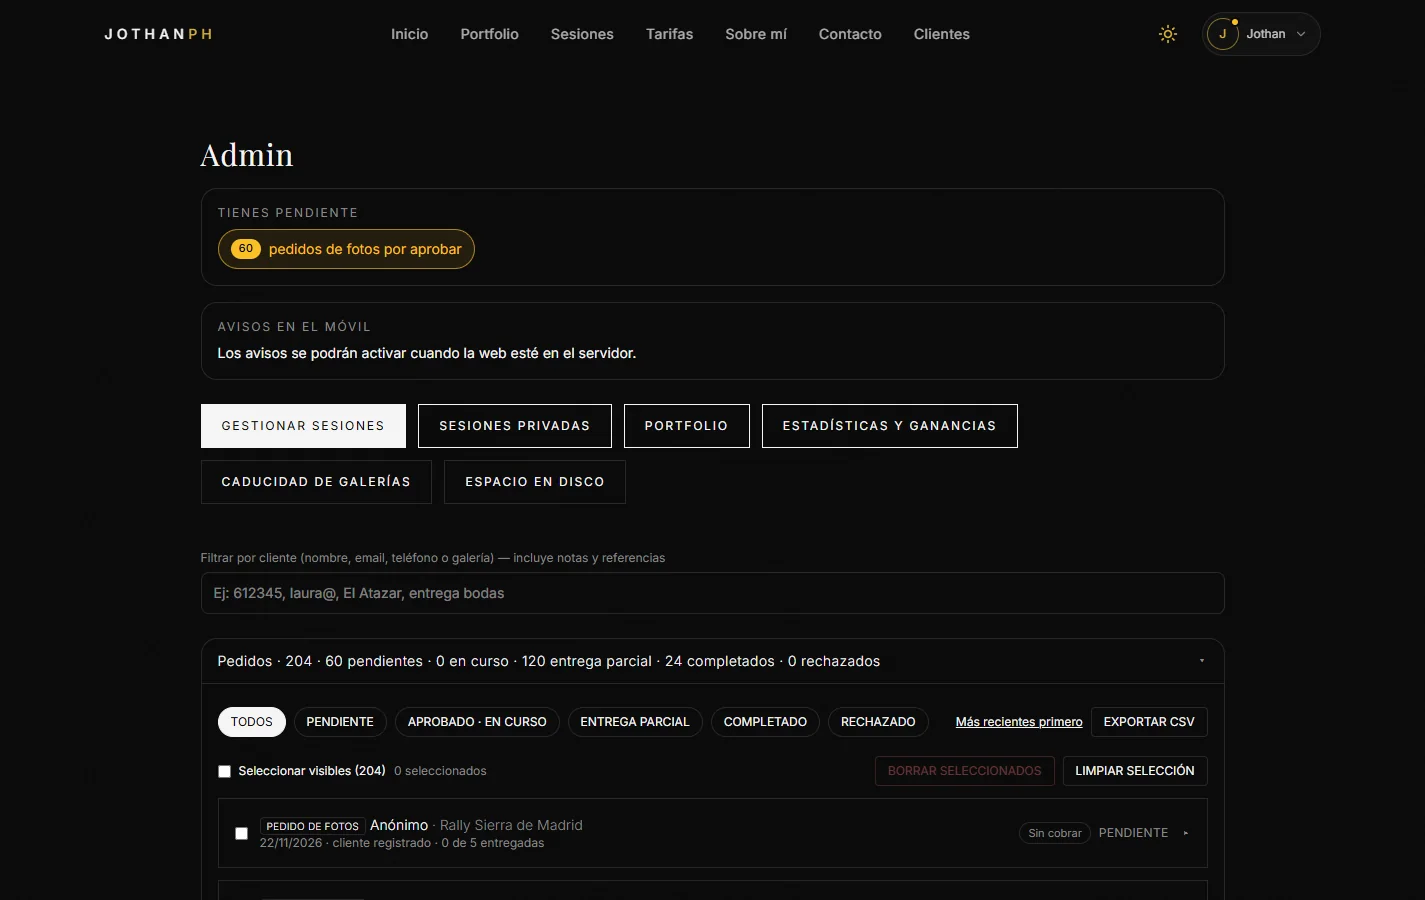 JOTHANPH
Inicio Portfolio Sesiones Tarifas Sobre mí Contacto Clientes
J Jothan
Admin
TIENES PENDIENTE
60 pedidos de fotos por aprobar
AVISOS EN EL MÓVIL
Los avisos se podrán activar cuando la web esté en el servidor.
GESTIONAR SESIONES SESIONES PRIVADAS PORTFOLIO ESTADÍSTICAS Y GANANCIAS
CADUCIDAD DE GALERÍAS ESPACIO EN DISCO
Filtrar por cliente (nombre, email, teléfono o galería) — incluye notas y referencias
Ej: 612345, laura@, El Atazar, entrega bodas
Pedidos · 204 · 60 pendientes · 0 en curso · 120 entrega parcial · 24 completados · 0 rechazados
TODOS PENDIENTE APROBADO · EN CURSO ENTREGA PARCIAL COMPLETADO RECHAZADO Más recientes primero EXPORTAR CSV
Seleccionar visibles (204) 0 seleccionados BORRAR SELECCIONADOS LIMPIAR SELECCIÓN
PEDIDO DE FOTOS Anónimo · Rally Sierra de Madrid
22/11/2026 · cliente registrado · 0 de 5 entregadas
Sin cobrar PENDIENTE